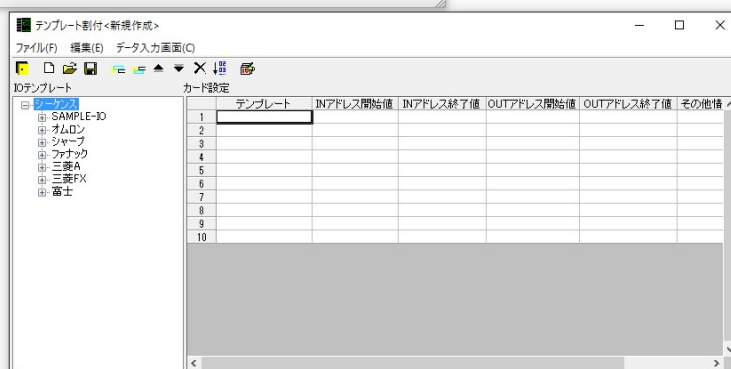 テンプレート割付<新規作成>
ファイル(F) 編集(E) データ入力画面(C)
IOテンプレート
カード設定
シーケンス
SAMPLE-IO
オムロン
シャープ
ファナック
三菱A
三菱FX
富士
テンプレート INアドレス開始値 INアドレス終了値 OUTアドレス開始値 OUTアドレス終了値 その他情
1
2
3
4
5
6
7
8
9
10